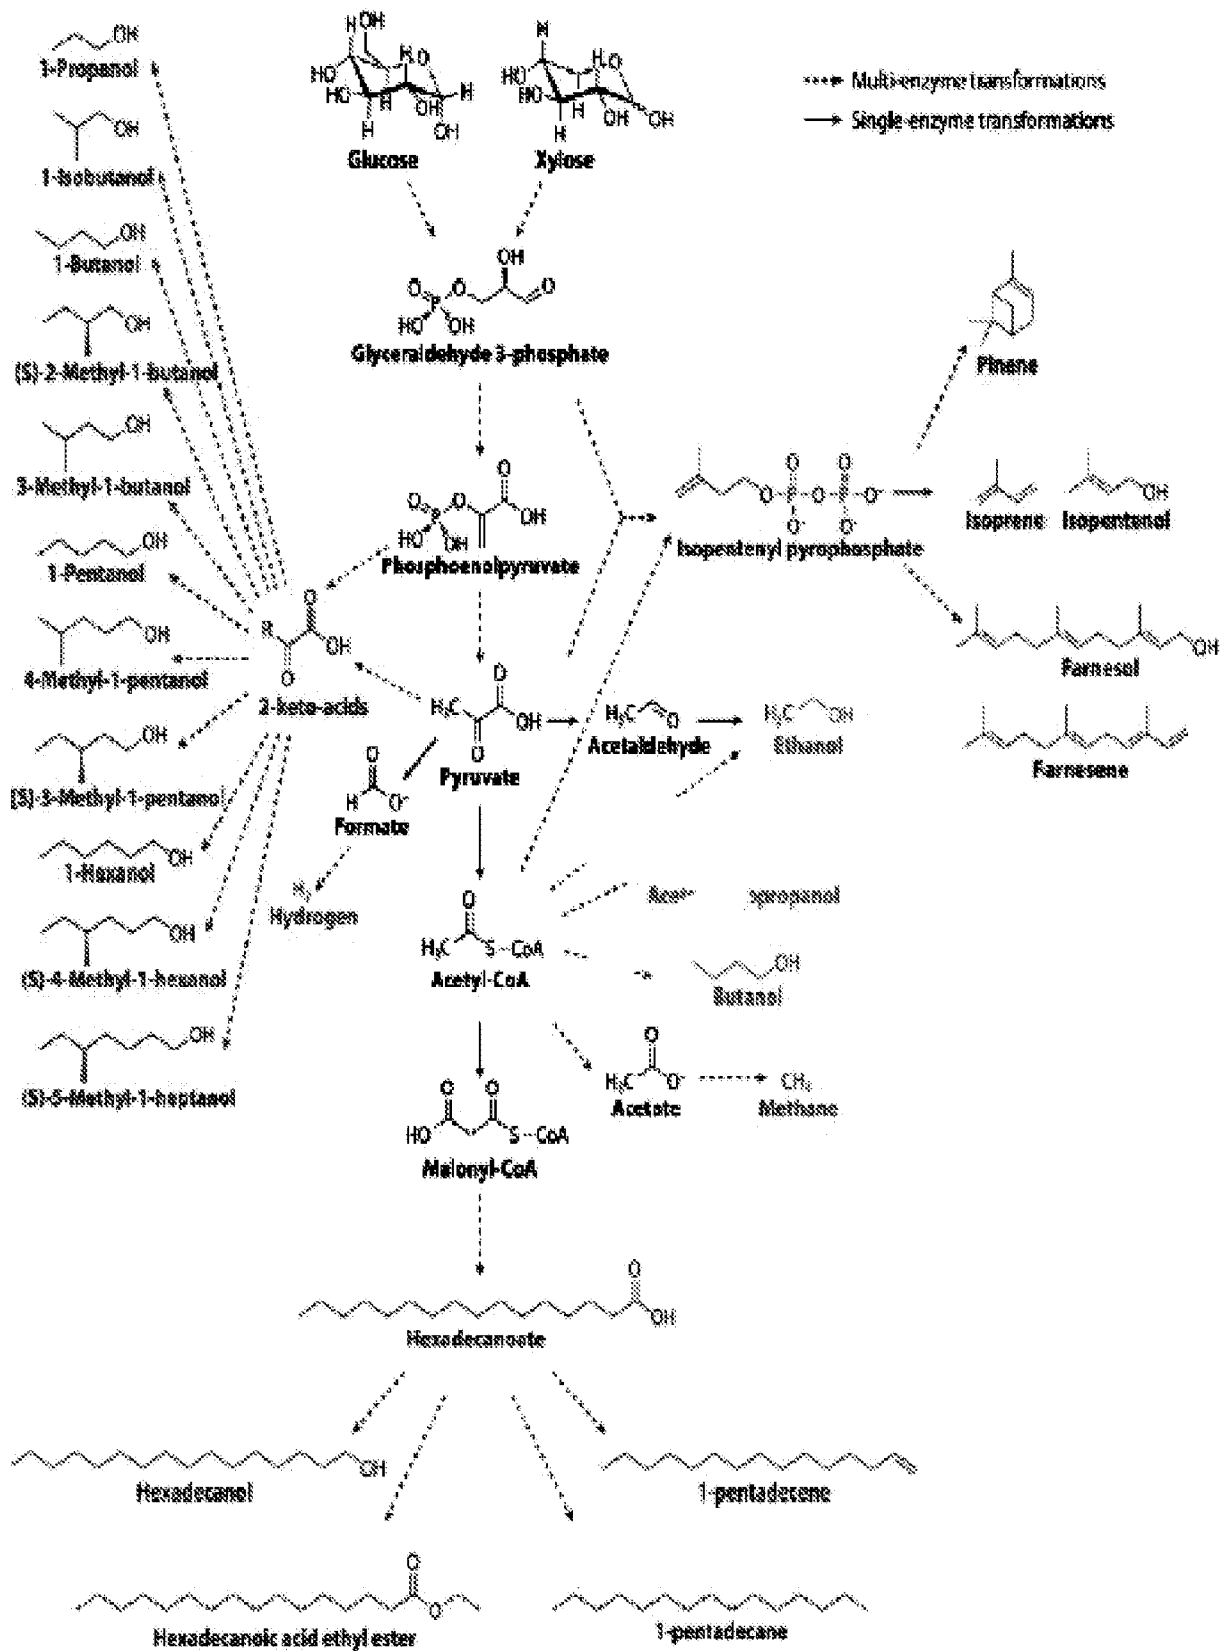 Multi-enzyme transformations
Single-enzyme transformations
Glucose
Xylose
Glyceraldehyde 3-phosphate
Phosphoenolpyruvate
Pyruvate
Acetyl-CoA
Malonyl-CoA
Hexadecanoate
1-Propanol
1-Isobutanol
1-Butanol
(S)-2-Methyl-1-butanol
3-Methyl-1-butanol
1-Pentanol
4-Methyl-1-pentanol
(S)-3-Methyl-1-pentanol
1-Hexanol
(S)-4-Methyl-1-hexanol
(S)-5-Methyl-1-heptanol
2-keto-acids
Formate
H₂
Hydrogen
Pinene
Isopentenyl pyrophosphate
Isoprene
Isopentenol
Farnesol
Farnesene
Acetaldehyde
Ethanol
Butanol
Acetate
CH₄
Methane
Hexadecanol
1-pentadecene
Hexadecanoic acid ethyl ester
1-pentadecane